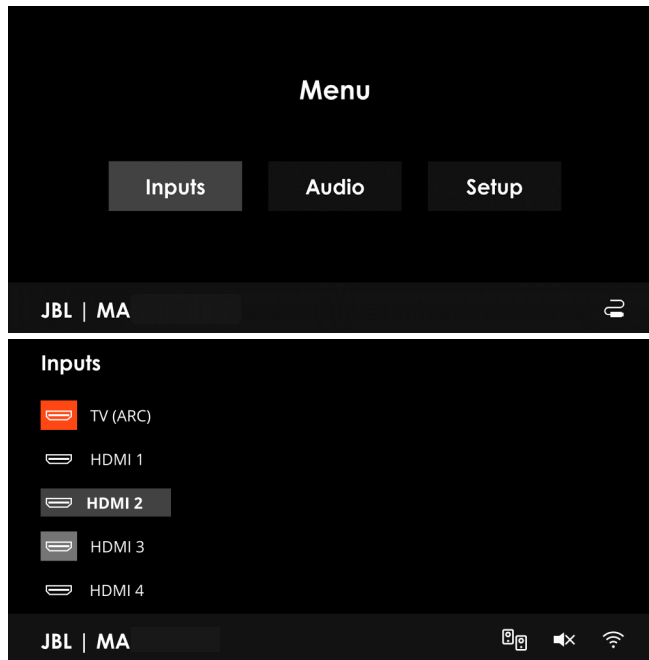 Menu
Inputs Audio Setup
JBL | MA
Inputs
TV (ARC)
HDMI 1
HDMI 2
HDMI 3
HDMI 4
JBL | MA